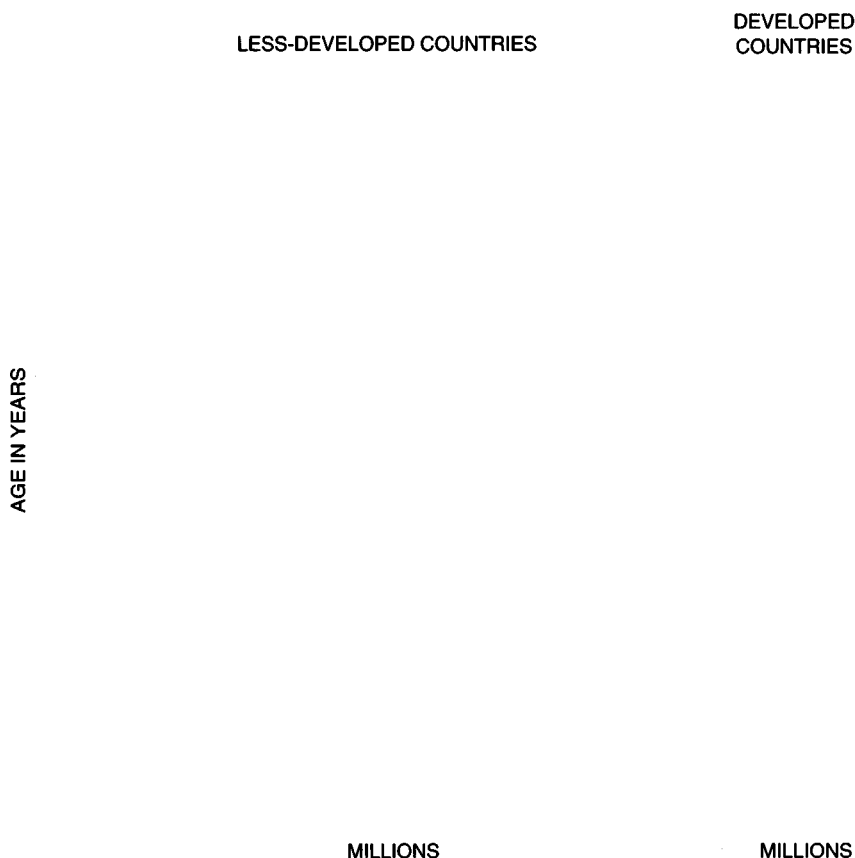 DEVELOPED
COUNTRIES
LESS-DEVELOPED COUNTRIES
AGE IN YEARS
MILLIONS
MILLIONS